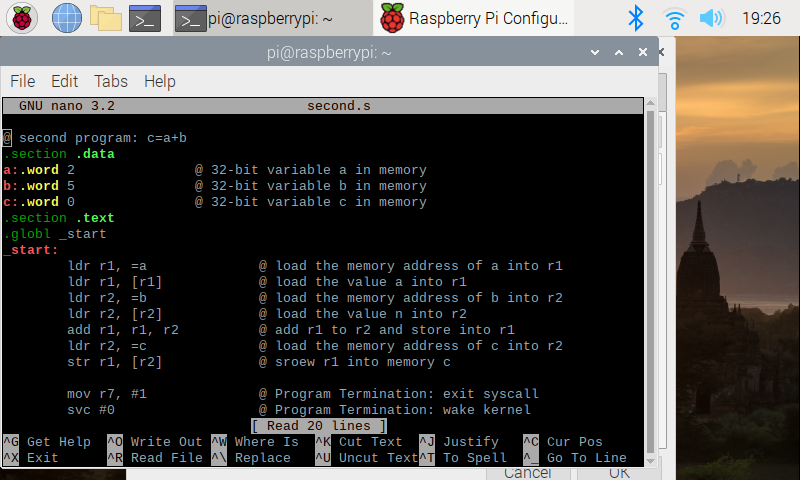 pi@raspberrypi: ~ Raspberry Pi Configu... 19:26
pi@raspberrypi: ~
File Edit Tabs Help
GNU nano 3.2 second.s
@ second program: c=a+b
.section .data
a:.word 2 @ 32-bit variable a in memory
b:.word 5 @ 32-bit variable b in memory
c:.word 0 @ 32-bit variable c in memory
.section .text
.globl _start
_start:
ldr r1, =a @ load the memory address of a into r1
ldr r1, [r1] @ load the value a into r1
ldr r2, =b @ load the memory address of b into r2
ldr r2, [r2] @ load the value n into r2
add r1, r1, r2 @ add r1 to r2 and store into r1
ldr r2, =c @ load the memory address of c into r2
str r1, [r2] @ sroew r1 into memory c
mov r7, #1 @ Program Termination: exit syscall
svc #0 @ Program Termination: wake kernel
[ Read 20 lines ]
^G Get Help ^O Write Out ^W Where Is ^K Cut Text ^J Justify ^C Cur Pos
^X Exit ^R Read File ^\ Replace ^U Uncut Text ^T To Spell ^_ Go To Line
Cancel OK